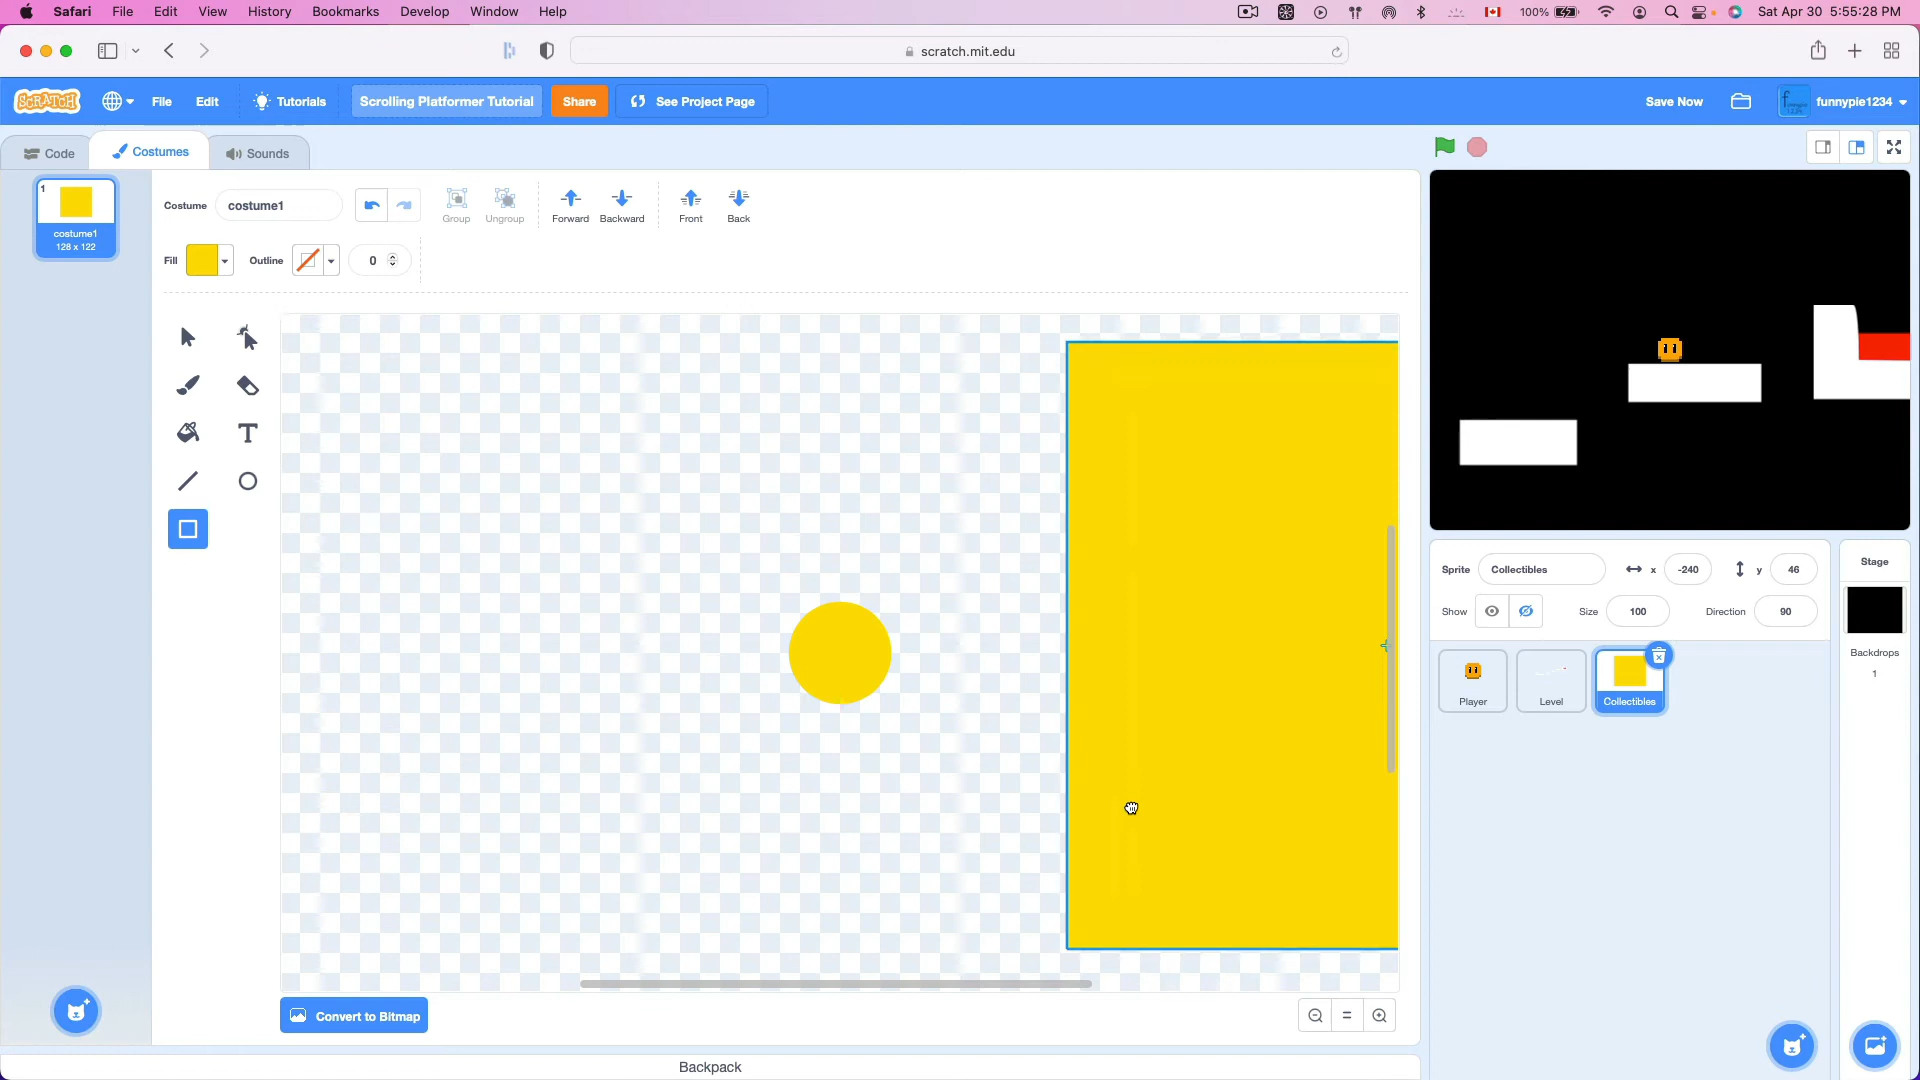 Safari File Edit View History Bookmarks Develop Window Help 100% Sat Apr 30 5:55:28 PM
scratch.mit.edu
SCRATCH File Edit Tutorials Scrolling Platformer Tutorial Share See Project Page Save Now funnypie1234
Code Costumes Sounds
1
costume1
128 x 122
Costume costume1 Group Ungroup Forward Backward Front Back
Fill Outline 0
T
Convert to Bitmap
Backpack
Sprite Collectibles x -240 y 46
Show Size 100 Direction 90
Player Level Collectibles
Stage
Backdrops
1